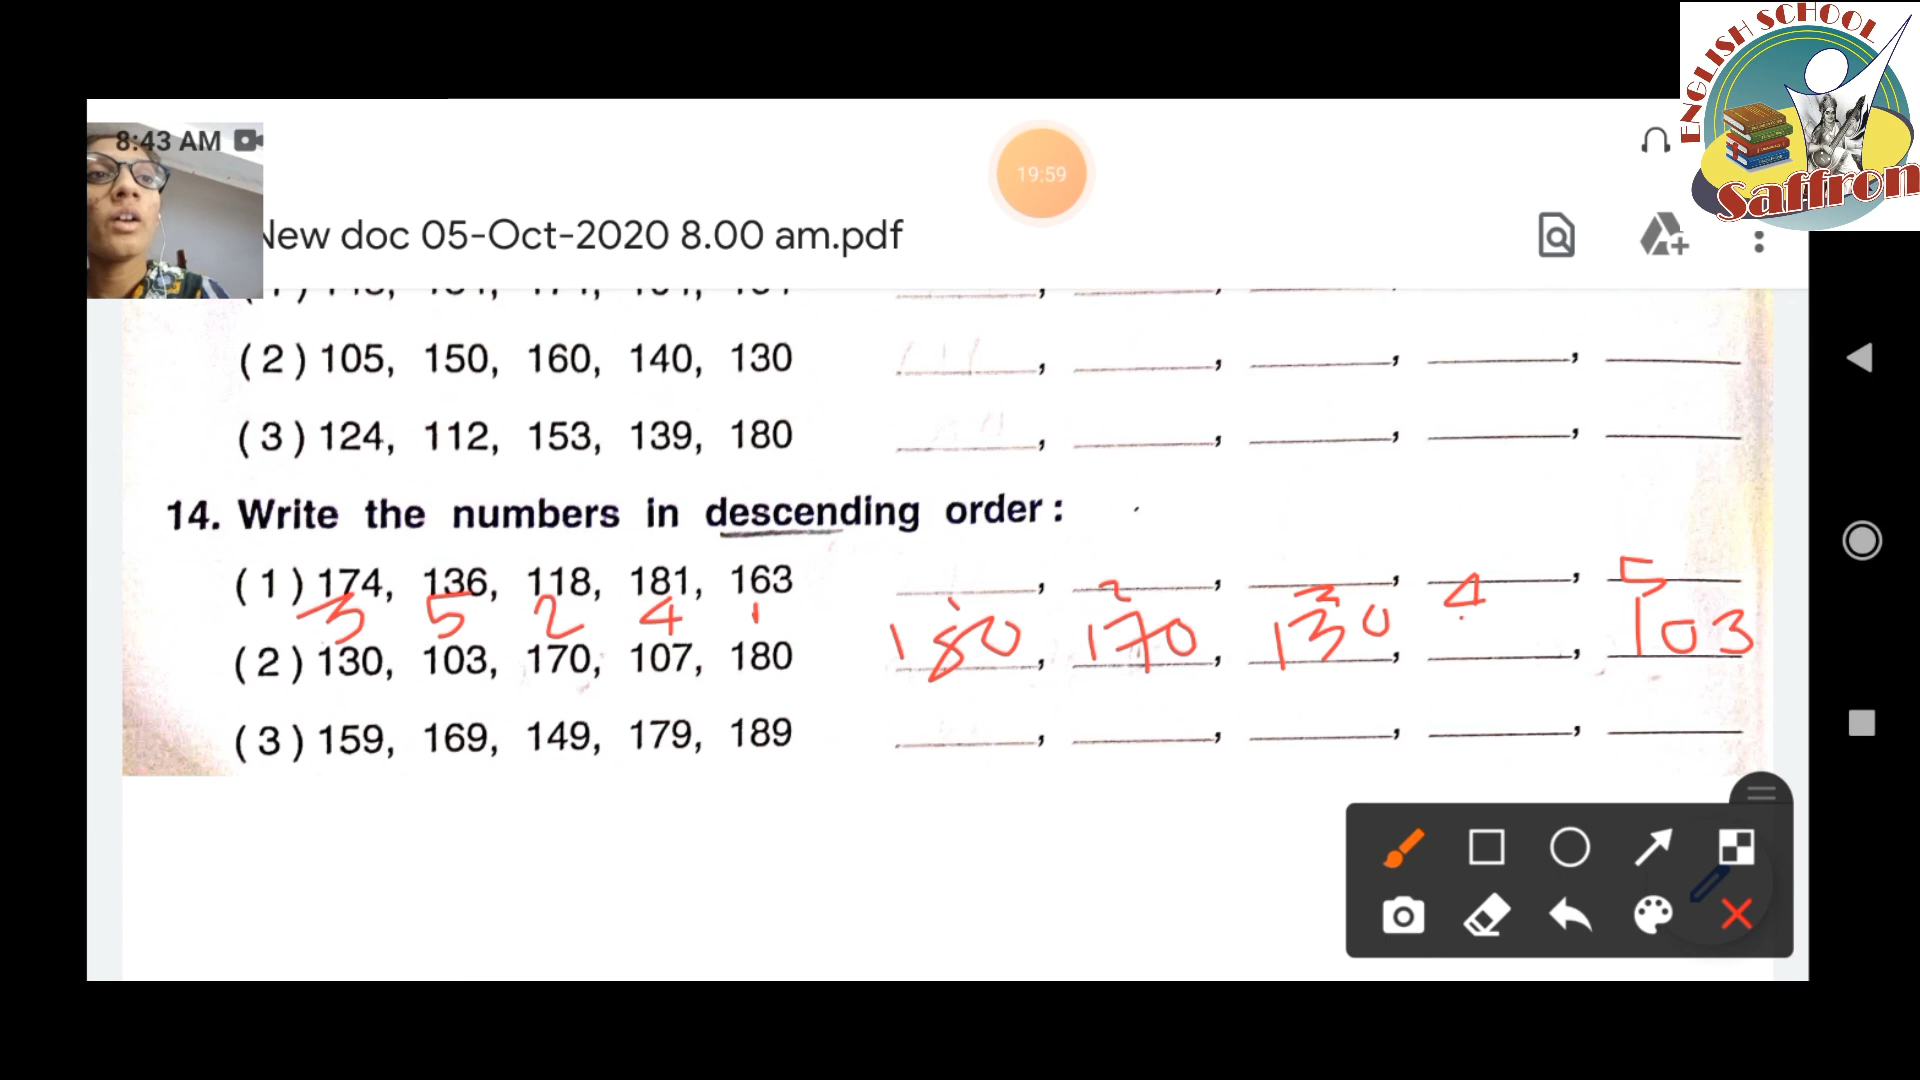 ENGLISH SCHOOL
Saffron
8:43 AM
19:59
New doc 05-Oct-2020 8.00 am.pdf
( 2 ) 105, 150, 160, 140, 130 , , , ,
( 3 ) 124, 112, 153, 139, 180 , , , ,
14. Write the numbers in descending order :
( 1 ) 174, 136, 118, 181, 163 , , , ,
3 5 2 4 1 1 2 3 4 5
( 2 ) 130, 103, 170, 107, 180 180, 170, 130, , 103
( 3 ) 159, 169, 149, 179, 189 , , , ,